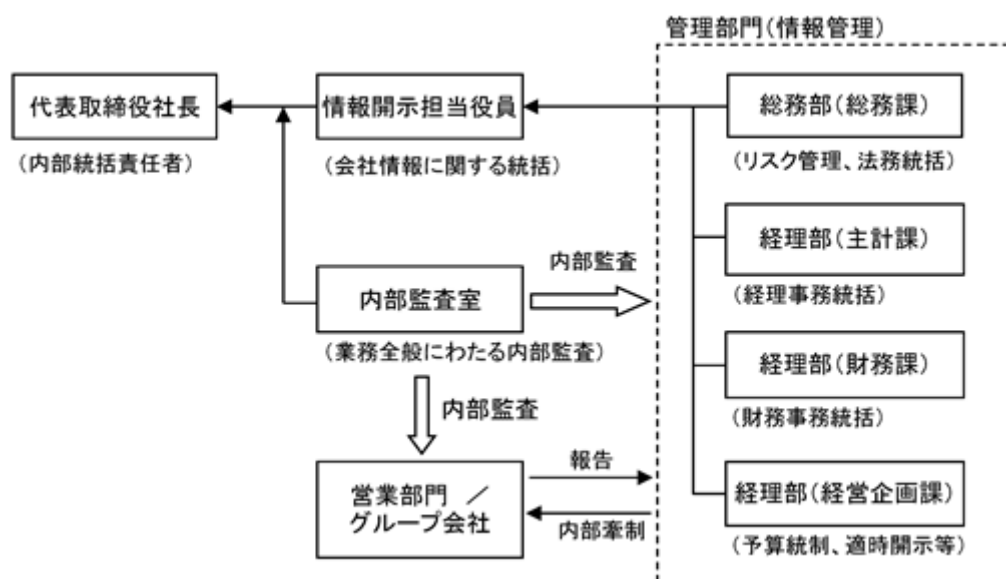 管理部門(情報管理)
代表取締役社長
(内部統括責任者)
情報開示担当役員
(会社情報に関する統括)
総務部(総務課)
(リスク管理、法務統括)
経理部(主計課)
(経理事務統括)
内部監査室
(業務全般にわたる内部監査)
内部監査
内部監査
経理部(財務課)
(財務事務統括)
営業部門 /
グループ会社
報告
内部牽制
経理部(経営企画課)
(予算統制、適時開示等)